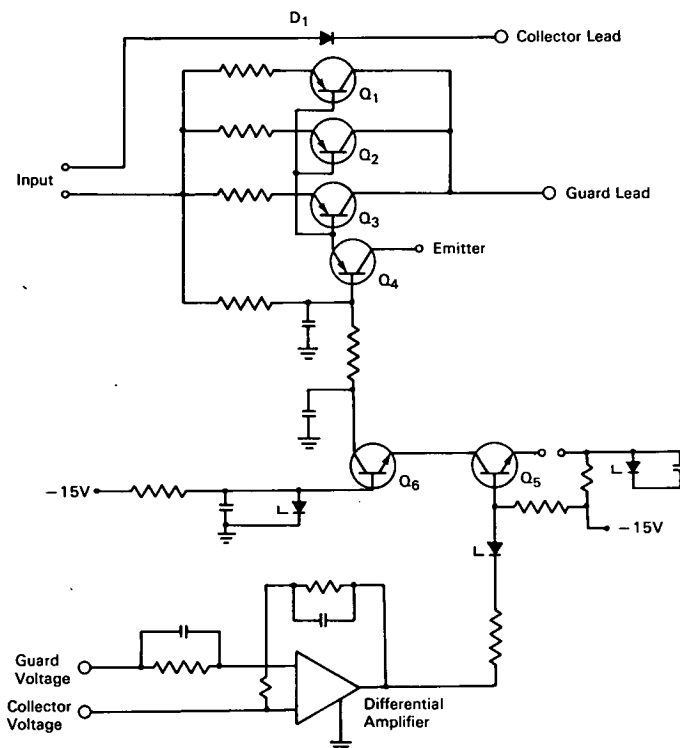 D1
Collector Lead
Q1
Q2
Input
Q3
Guard Lead
Emitter
Q4
Q6
Q5
−15V
−15V
Guard
Voltage
Collector
Voltage
Differential
Amplifier